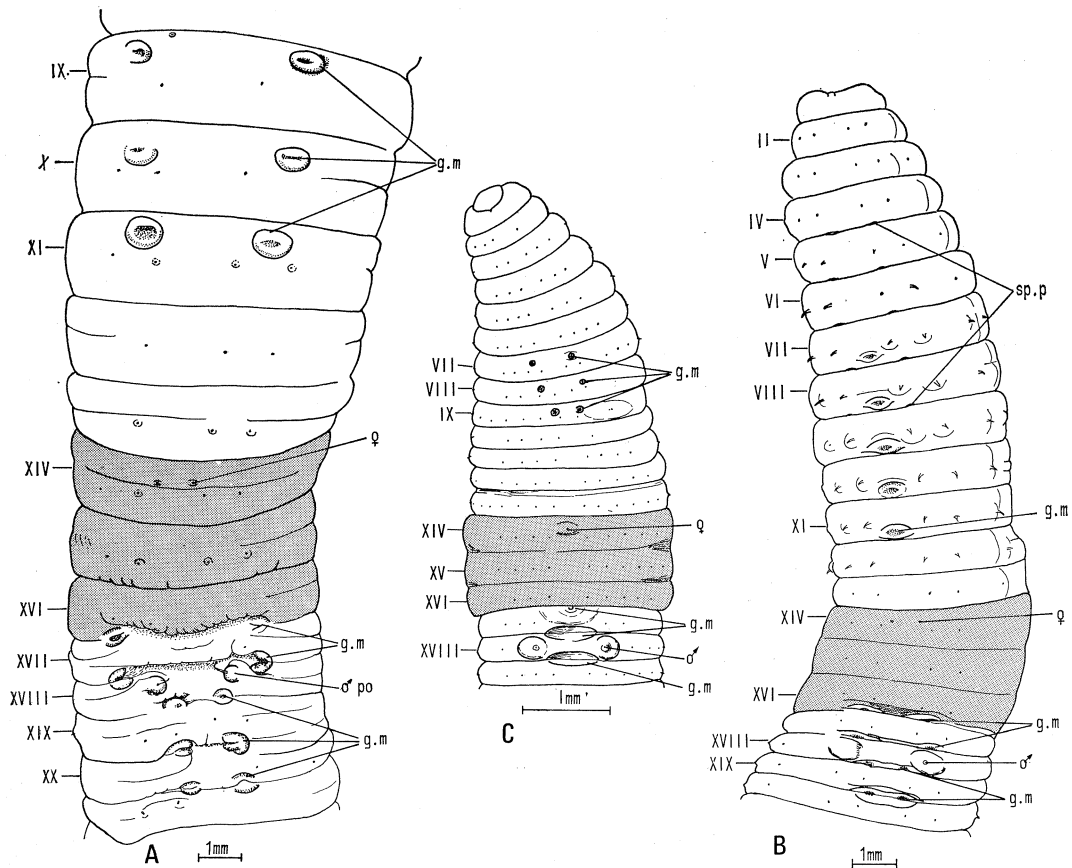 IX
X
XI
g.m
XIV
♀
XVI
g.m
XVII
♂ po
XVIII
XIX
g.m
XX
A
1mm
VII
VIII
IX
g.m
XIV
♀
XV
XVI
g.m
XVIII
♂
g.m
1mm
C
II
IV
V
sp.p
VI
VII
VIII
XI
g.m
XIV
♀
XVI
g.m
XVIII
XIX
♂
g.m
B
1mm